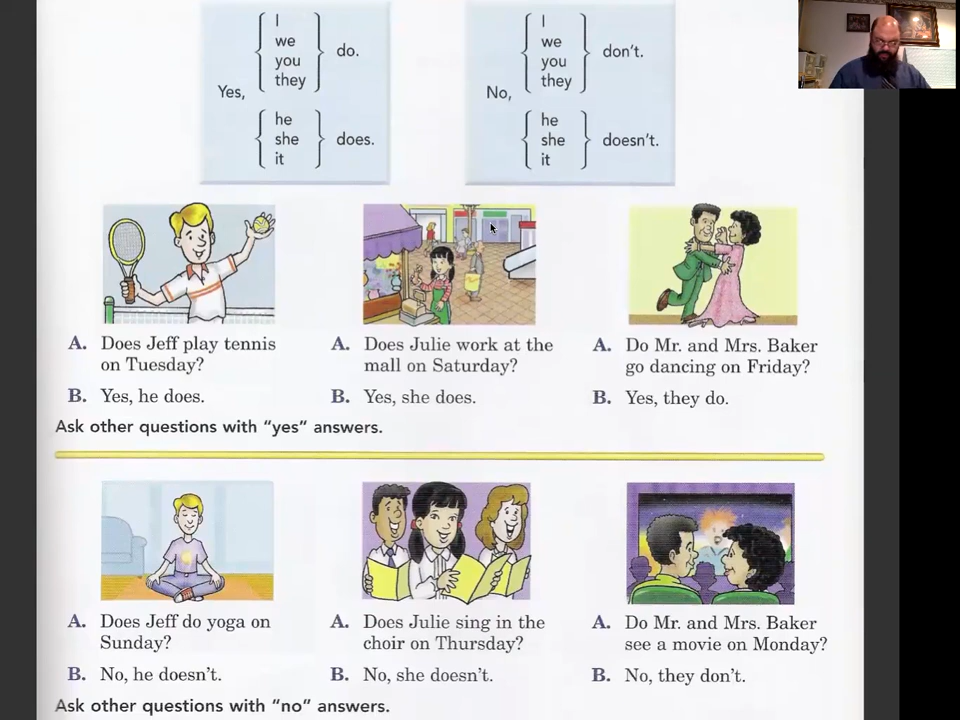 Yes,
I
we
you
they
do.
he
she
it
does.
No,
I
we
you
they
don't.
he
she
it
doesn't.
A. Does Jeff play tennis
on Tuesday?
B. Yes, he does.
A. Does Julie work at the
mall on Saturday?
B. Yes, she does.
A. Do Mr. and Mrs. Baker
go dancing on Friday?
B. Yes, they do.
Ask other questions with "yes" answers.
A. Does Jeff do yoga on
Sunday?
B. No, he doesn't.
A. Does Julie sing in the
choir on Thursday?
B. No, she doesn't.
A. Do Mr. and Mrs. Baker
see a movie on Monday?
B. No, they don't.
Ask other questions with "no" answers.